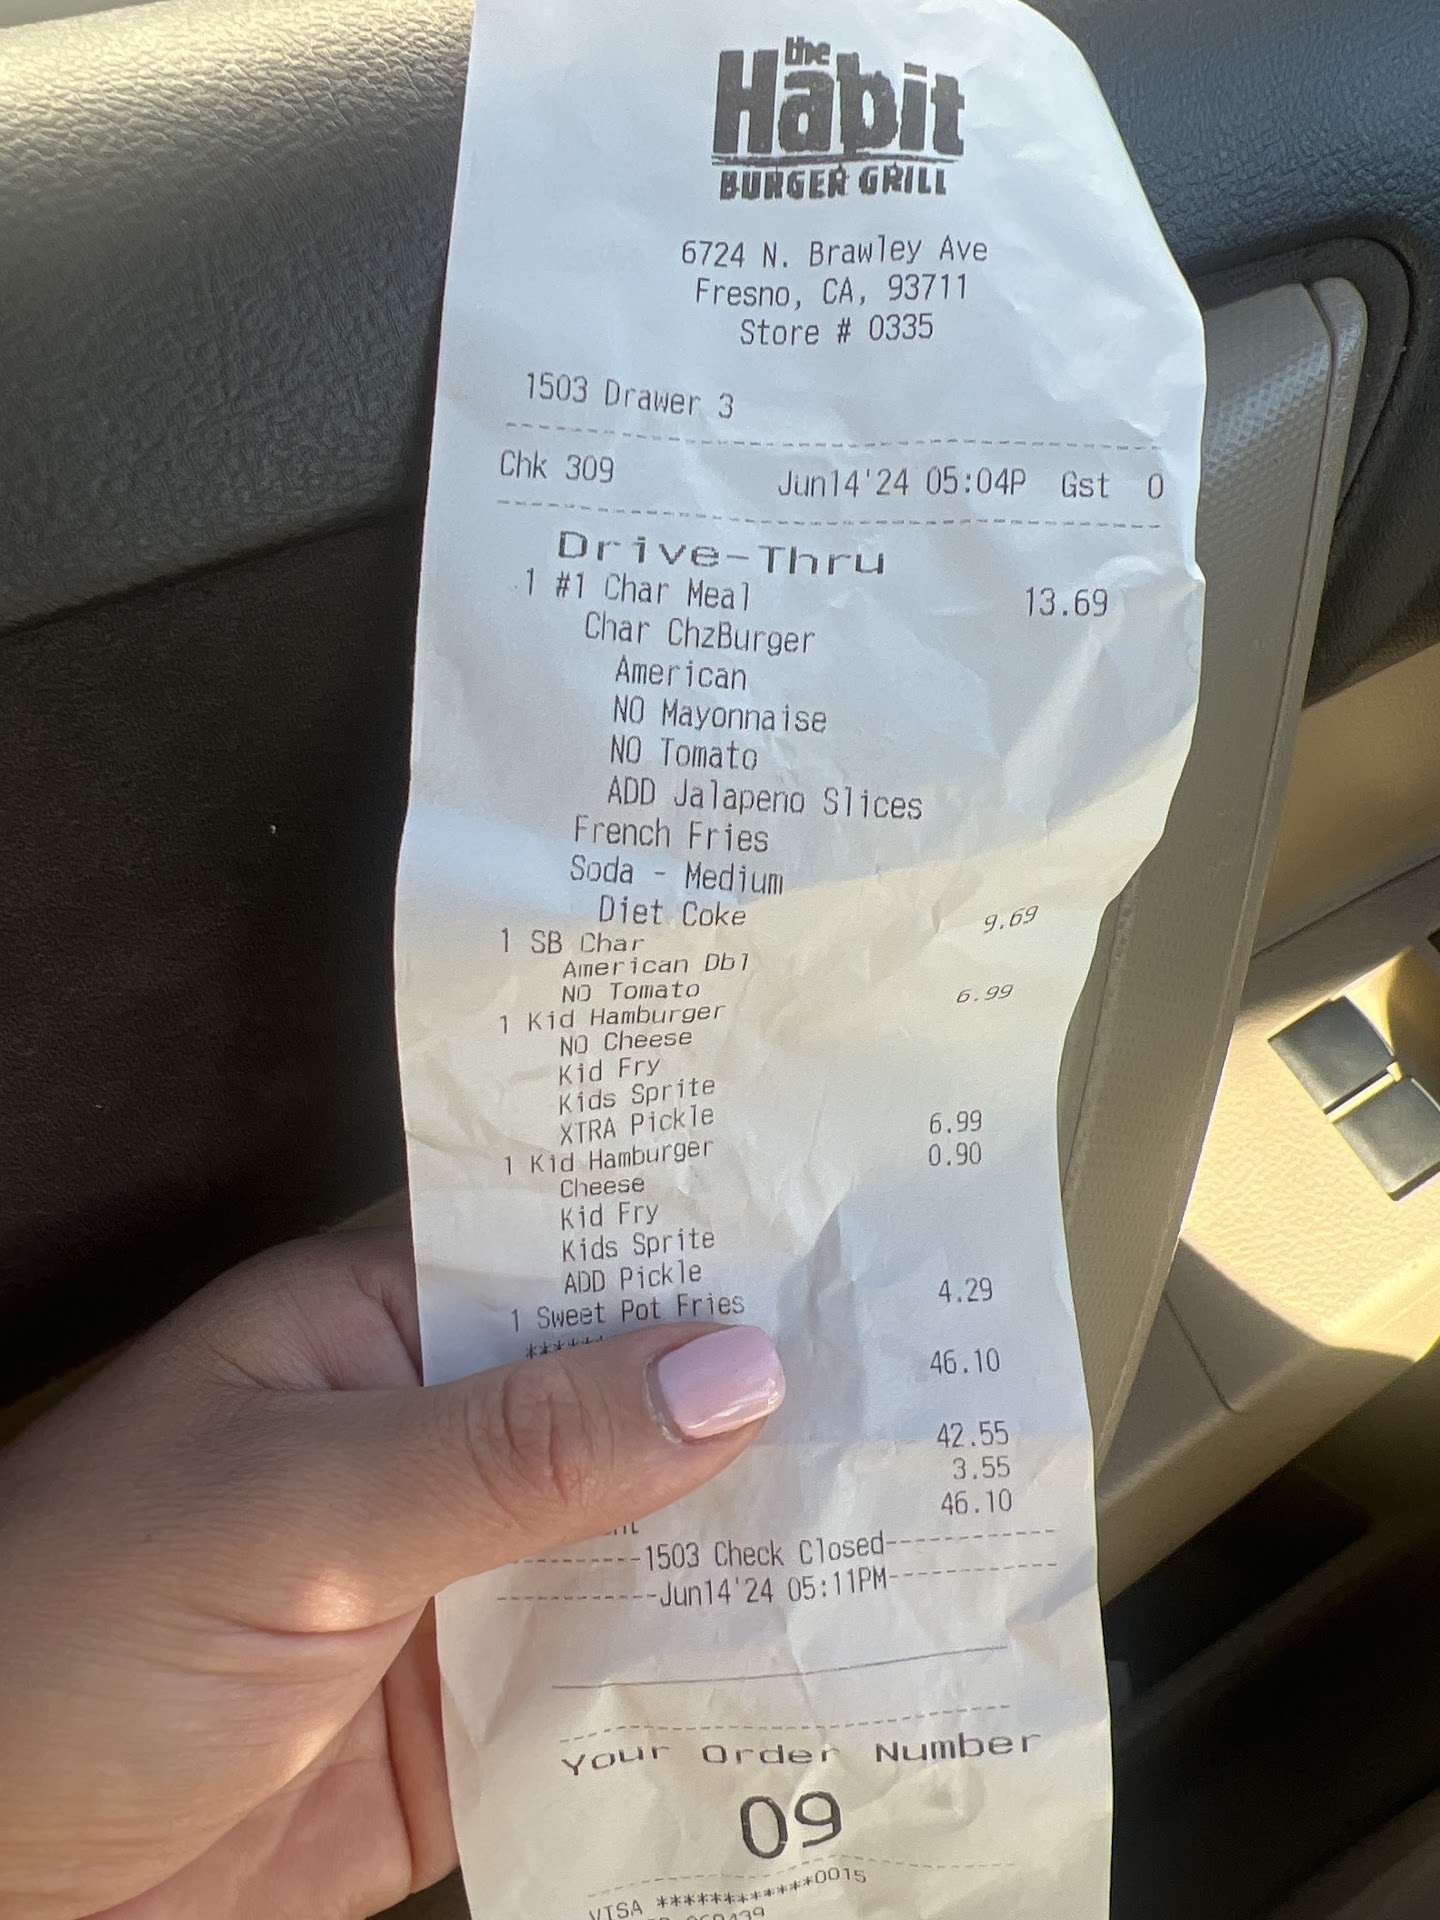 the
Habit
BURGER GRILL
6724 N. Brawley Ave
Fresno, CA, 93711
Store # 0335
1503 Drawer 3
Chk 309 Jun14'24 05:04P Gst 0
Drive-Thru
1 #1 Char Meal 13.69
Char ChzBurger
American
NO Mayonnaise
NO Tomato
ADD Jalapeno Slices
French Fries
Soda - Medium
Diet Coke
1 SB Char 9.69
American Dbl
NO Tomato
1 Kid Hamburger 6.99
NO Cheese
Kid Fry
Kids Sprite
XTRA Pickle
1 Kid Hamburger 6.99
Cheese 0.90
Kid Fry
Kids Sprite
ADD Pickle
1 Sweet Pot Fries 4.29
46.10
42.55
3.55
46.10
1503 Check Closed
Jun14'24 05:11PM
Your Order Number
09
VISA ************0015